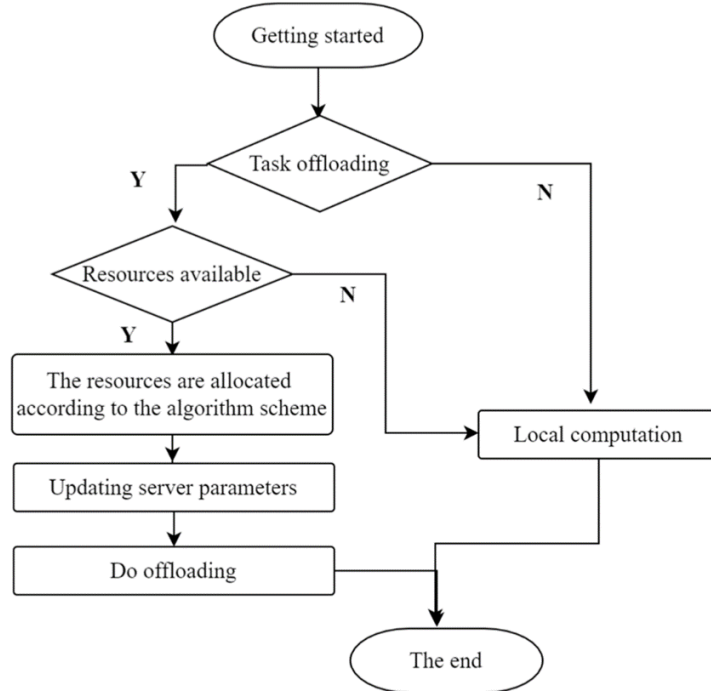 Getting started
Task offloading
Y
N
Resources available
N
Y
The resources are allocated
according to the algorithm scheme
Local computation
Updating server parameters
Do offloading
The end